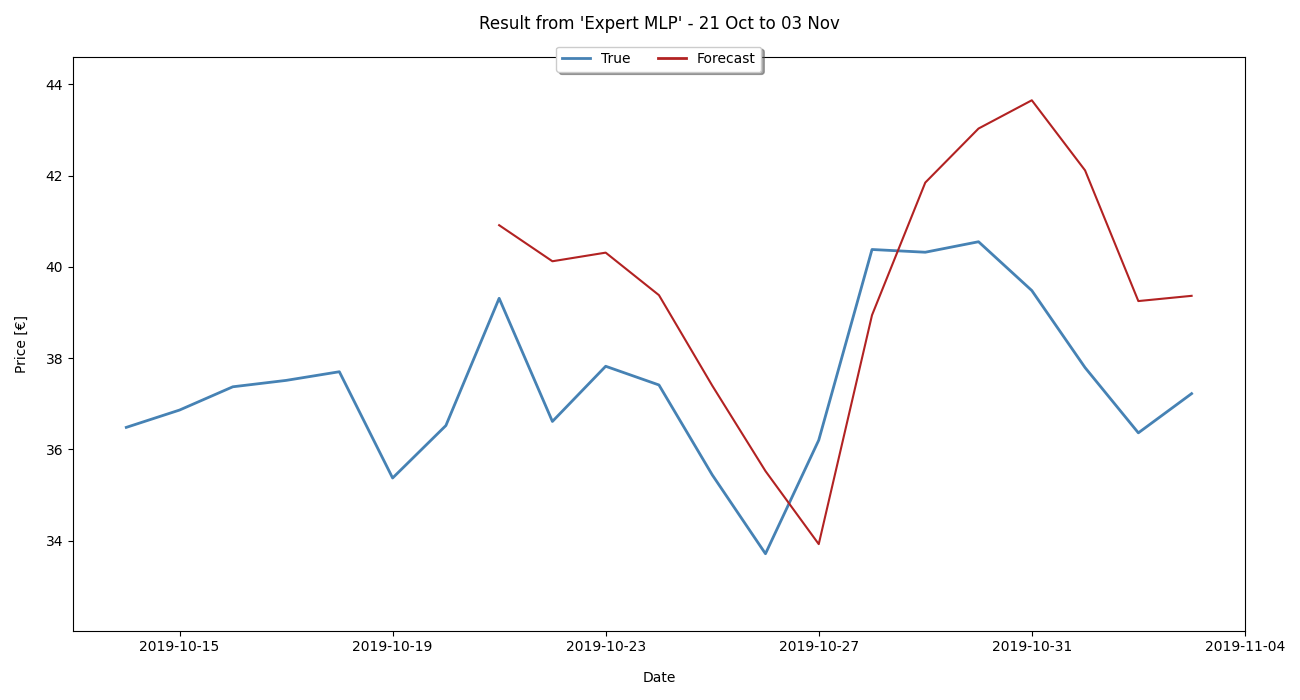 Result from 'Expert MLP' - 21 Oct to 03 Nov
True Forecast
44
42
40
38
36
34
Price [€]
2019-10-15 2019-10-19 2019-10-23 2019-10-27 2019-10-31 2019-11-04
Date